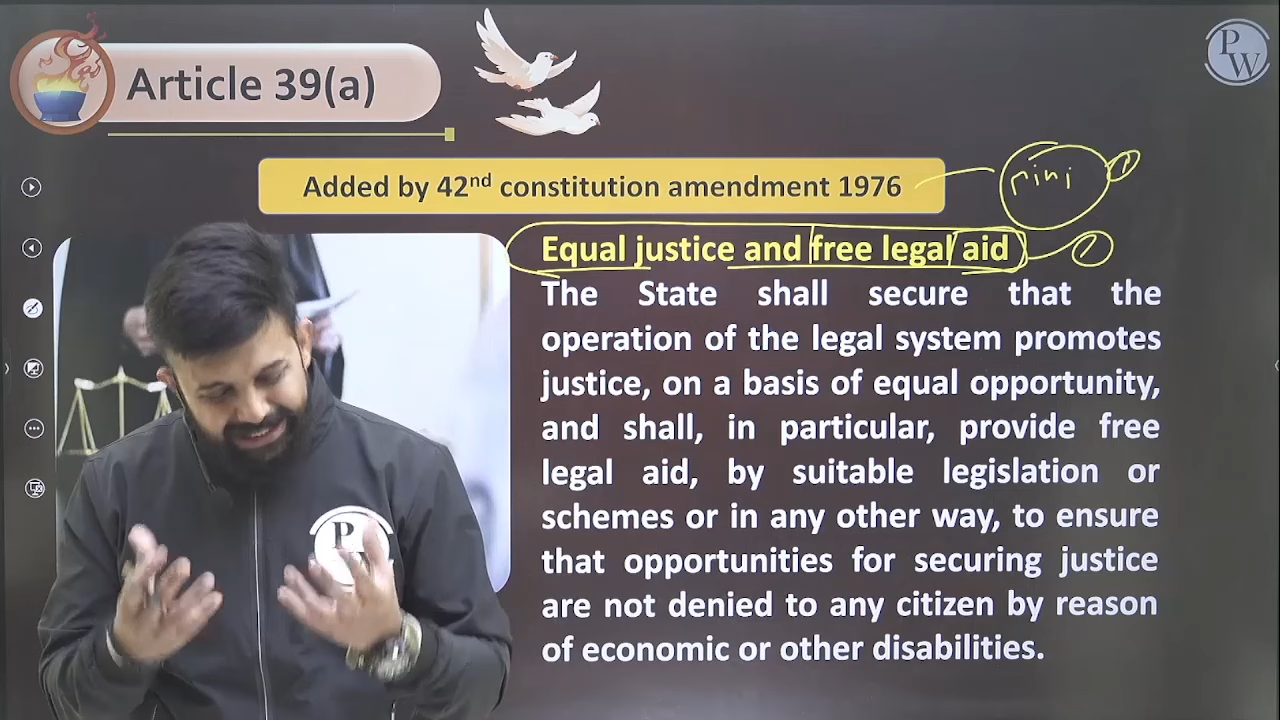 Article 39(a)
PW
Added by 42nd constitution amendment 1976
mini
1
Equal justice and free legal aid
1
The State shall secure that the
operation of the legal system promotes
justice, on a basis of equal opportunity,
and shall, in particular, provide free
legal aid, by suitable legislation or
schemes or in any other way, to ensure
that opportunities for securing justice
are not denied to any citizen by reason
of economic or other disabilities.
P